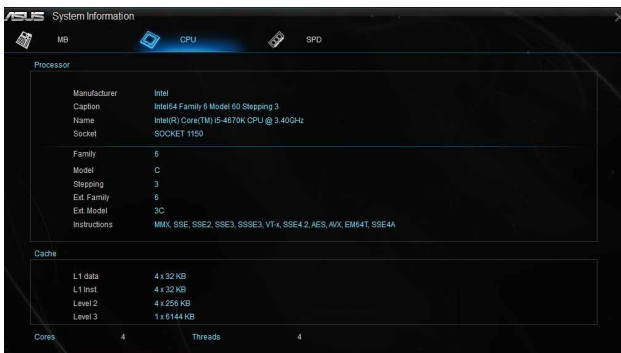 ASUS System Information
MB CPU SPD
Processor
Manufacturer Intel
Caption Intel64 Family 6 Model 60 Stepping 3
Name Intel(R) Core(TM) i5-4670K CPU @ 3.40GHz
Socket SOCKET 1150
Family 6
Model C
Stepping 3
Ext. Family 6
Ext. Model 3C
Instructions MMX, SSE, SSE2, SSE3, SSSE3, VT-x, SSE4.2, AES, AVX, EM64T, SSE4A
Cache
L1 data 4 x 32 KB
L1 Inst. 4 x 32 KB
Level 2 4 x 256 KB
Level 3 1 x 6144 KB
Cores 4 Threads 4